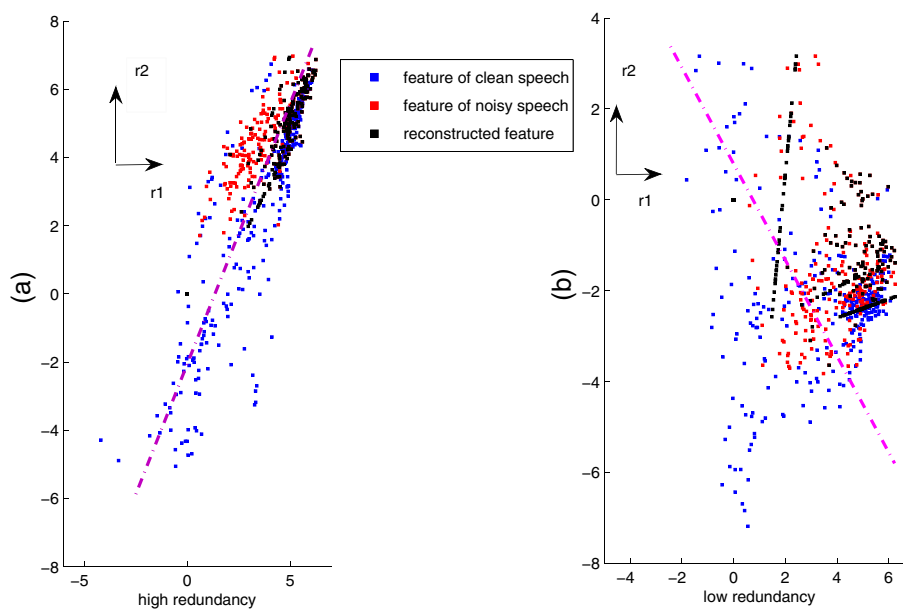 (a)
8
6
4
2
0
−2
−4
−6
−8
−5
0
5
high redundancy
r2
r1
feature of clean speech
feature of noisy speech
reconstructed feature
(b)
4
2
0
−2
−4
−6
−8
−4
−2
0
2
4
6
low redundancy
r2
r1